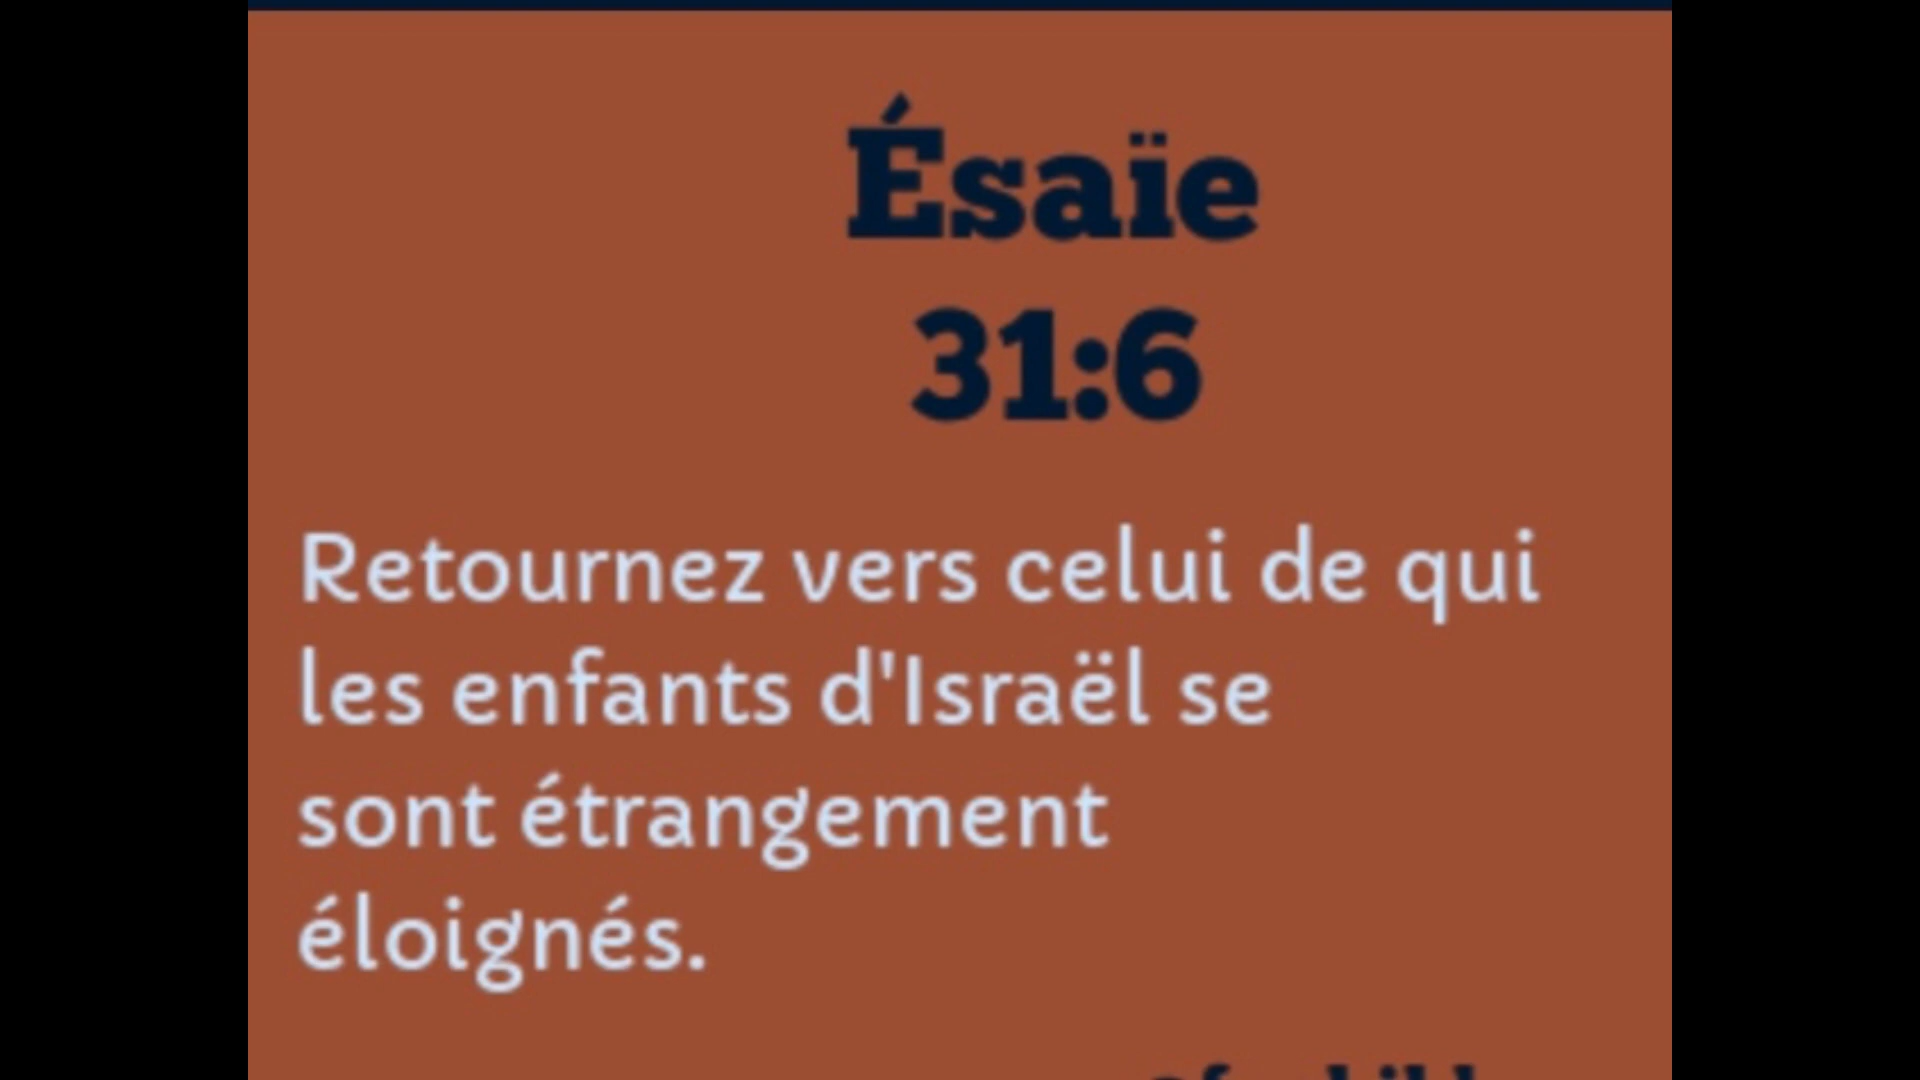 Ésaïe
31:6
Retournez vers celui de qui
les enfants d'Israël se
sont étrangement
éloignés.